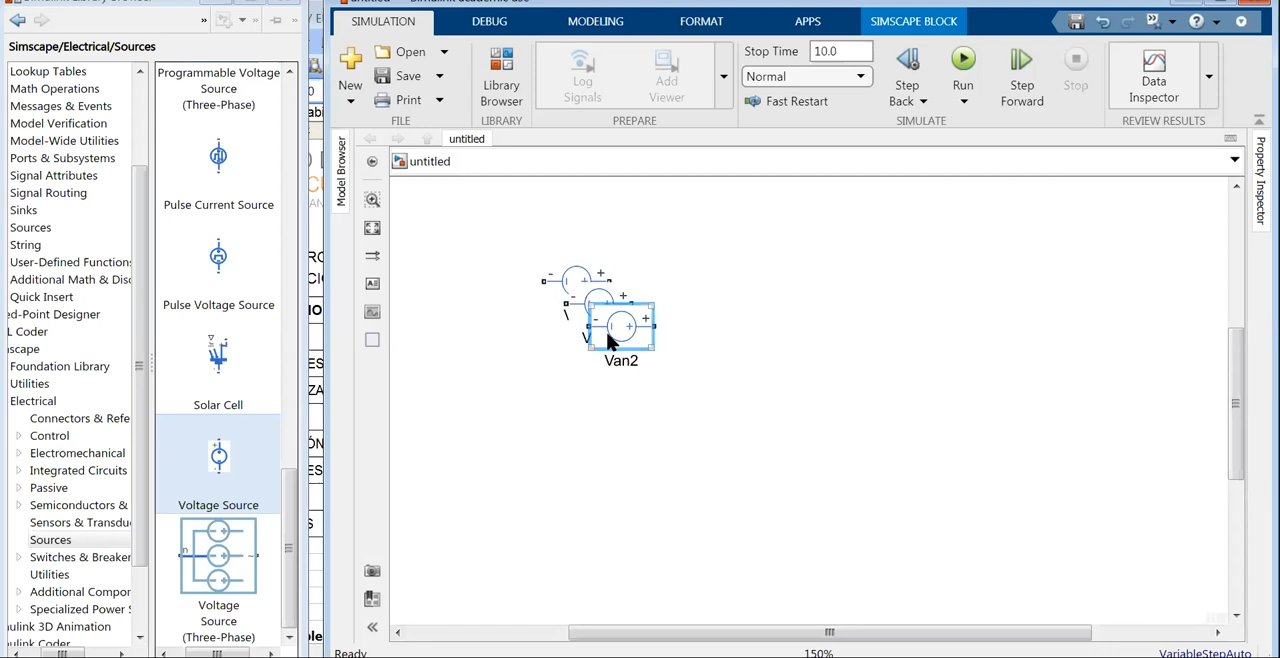 Simscape/Electrical/Sources
Lookup Tables
Math Operations
Messages & Events
Model Verification
Model-Wide Utilities
Ports & Subsystems
Signal Attributes
Signal Routing
Sinks
Sources
String
User-Defined Functions
Additional Math & Disc
Quick Insert
ed-Point Designer
L Coder
nscape
Foundation Library
Utilities
Electrical
Connectors & Refe
Control
Electromechanical
Integrated Circuits
Passive
Semiconductors &
Sensors & Transdu
Sources
Switches & Breaker
Utilities
Additional Compor
Specialized Power S
nulink 3D Animation
nulink Coder
Programmable Voltage
Source
(Three-Phase)
Pulse Current Source
Pulse Voltage Source
Solar Cell
Voltage Source
Voltage
Source
(Three-Phase)
SIMULATION
DEBUG
MODELING
FORMAT
APPS
SIMSCAPE BLOCK
New
Open
Save
Print
FILE
Library
Browser
LIBRARY
Log
Signals
Add
Viewer
PREPARE
Stop Time 10.0
Normal
Fast Restart
Step
Back
Run
Step
Forward
Stop
SIMULATE
Data
Inspector
REVIEW RESULTS
Model Browser
untitled
untitled
Property Inspector
- +
- +
- +
Van2
Ready
150%
VariableStepAuto